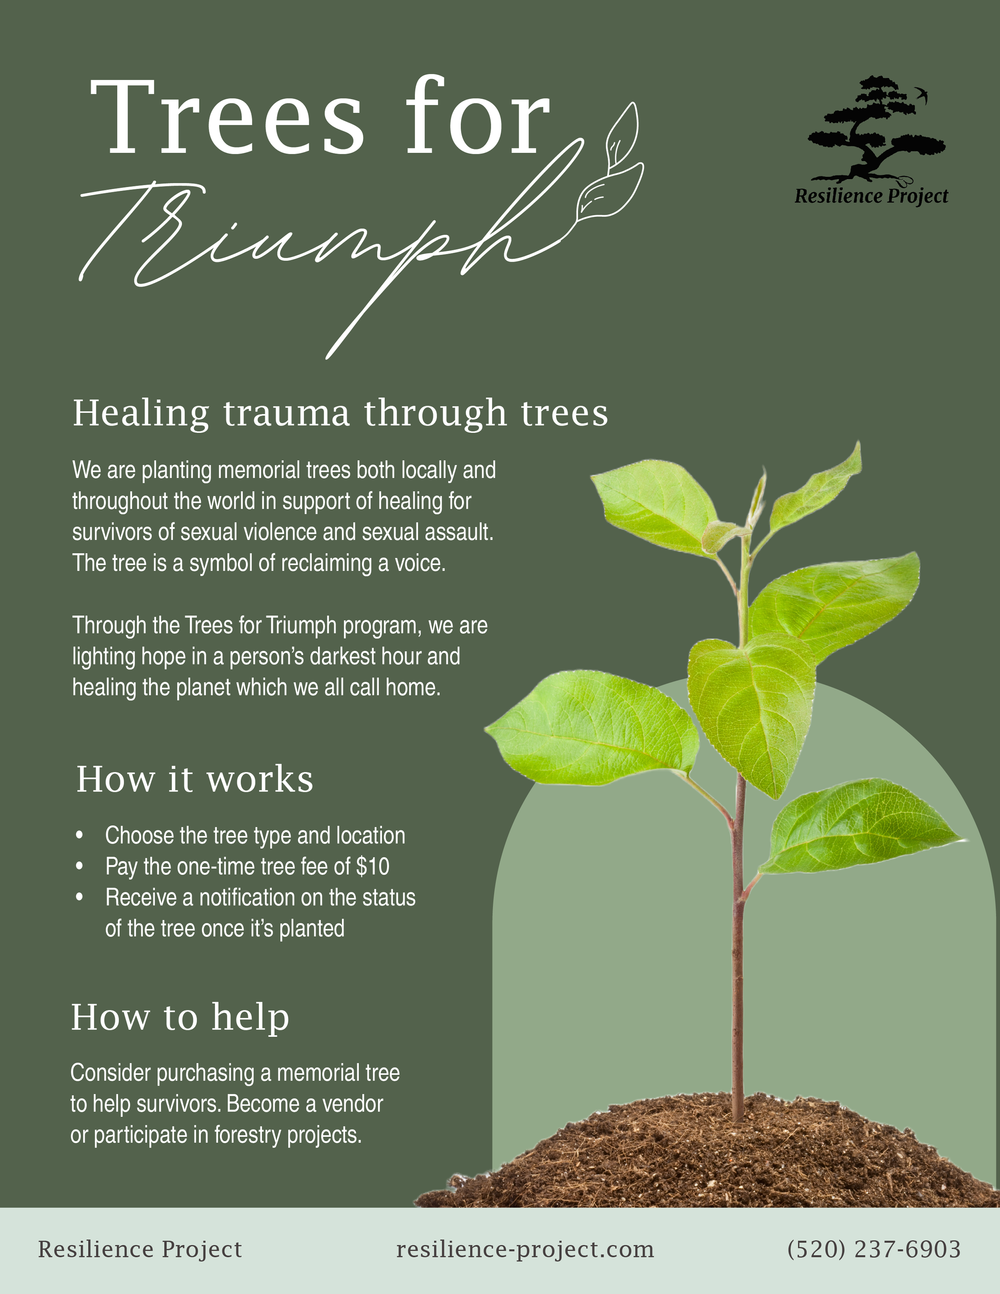 Trees for
Triumph
Resilience Project
Healing trauma through trees
We are planting memorial trees both locally and
throughout the world in support of healing for
survivors of sexual violence and sexual assault.
The tree is a symbol of reclaiming a voice.
Through the Trees for Triumph program, we are
lighting hope in a person's darkest hour and
healing the planet which we all call home.
How it works
• Choose the tree type and location
• Pay the one-time tree fee of $10
• Receive a notification on the status
of the tree once it's planted
How to help
Consider purchasing a memorial tree
to help survivors. Become a vendor
or participate in forestry projects.
Resilience Project
resilience-project.com
(520) 237-6903